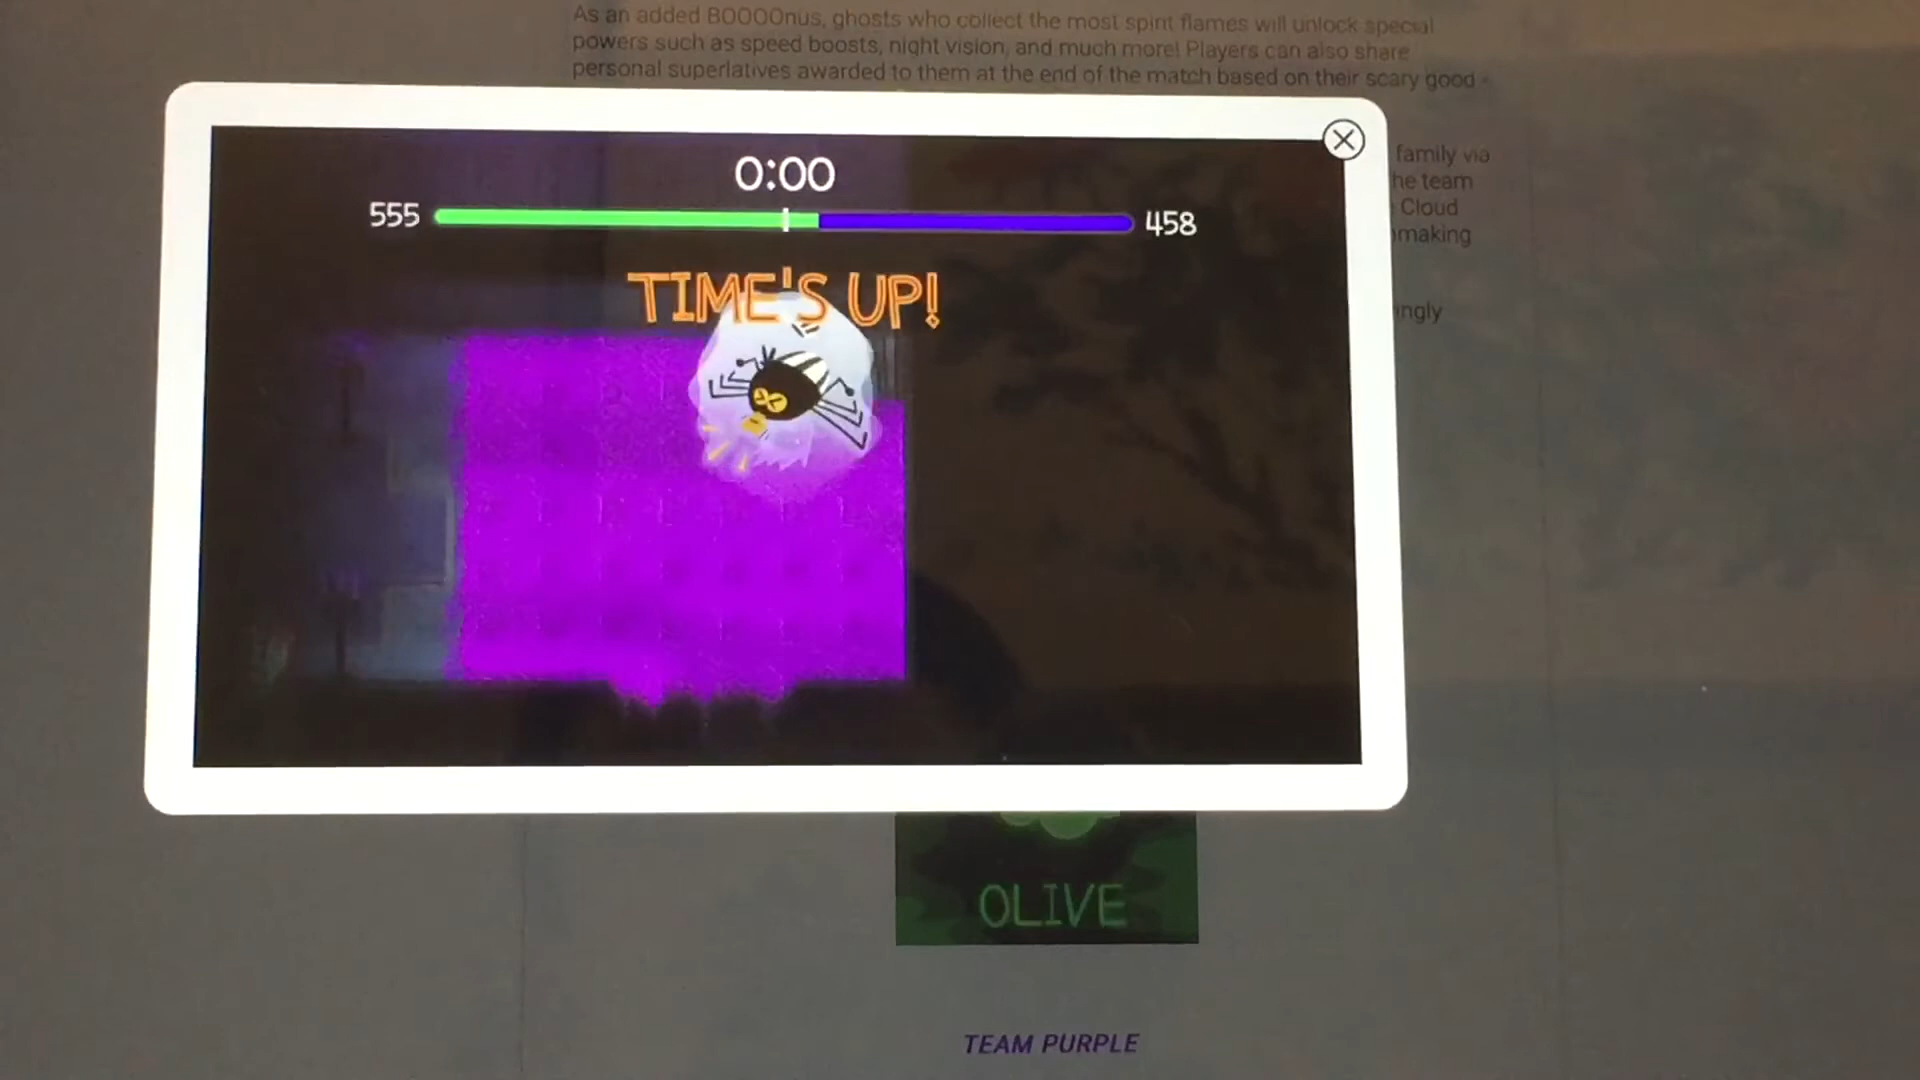 As an added BOOOOnus, ghosts who collect the most spirit flames will unlock special
powers such as speed boosts, night vision, and much more! Players can also share
personal superlatives awarded to them at the end of the match based on their scary good
family via
he team
Cloud
making
ingly
0:00
555
458
TIME'S UP!
OLIVE
TEAM PURPLE